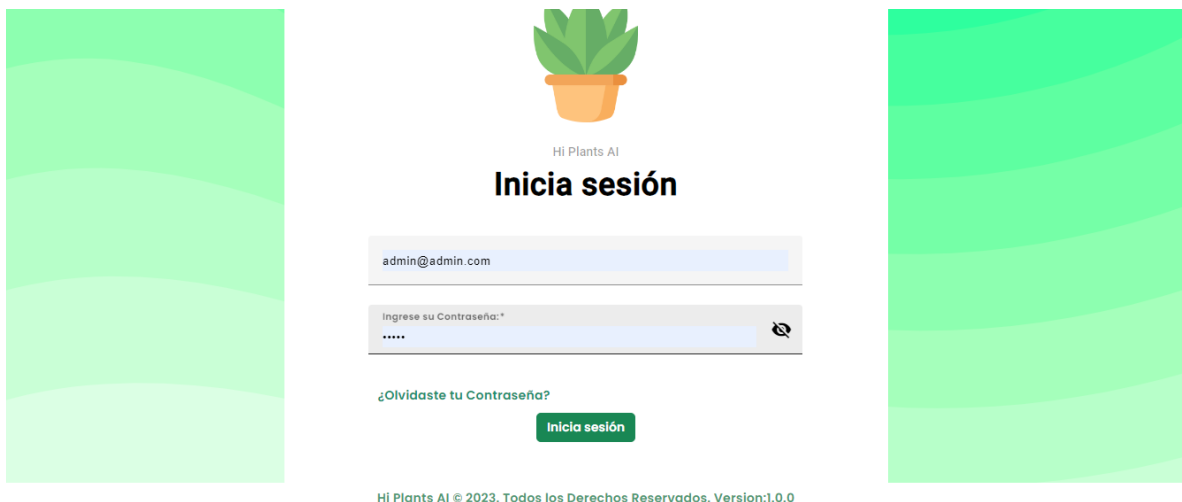 Hi Plants AI
Inicia sesión
admin@admin.com
Ingrese su Contraseña:*
•••••
¿Olvidaste tu Contraseña?
Inicia sesión
Hi Plants AI © 2023. Todos los Derechos Reservados. Version:1.0.0